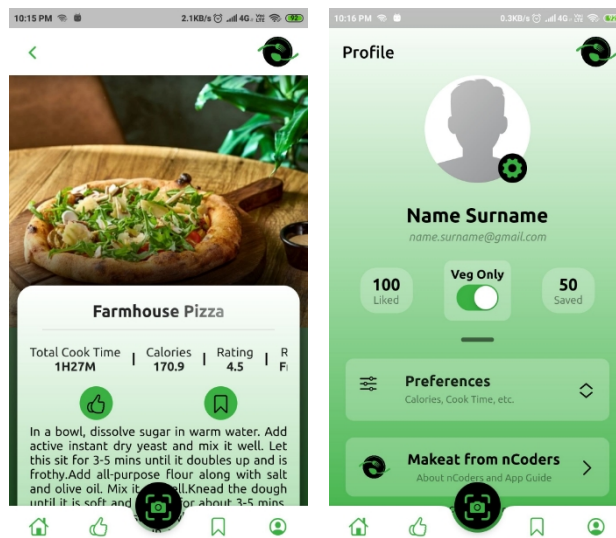 10:15 PM
2.1KB/s 4G
92
Farmhouse Pizza
Total Cook Time | Calories | Rating | R
1H27M 170.9 4.5 F
In a bowl, dissolve sugar in warm water. Add
active instant dry yeast and mix it well. Let
this sit for 3-5 mins until it doubles up and is
frothy.Add all-purpose flour along with salt
and olive oil. Mix it well.Knead the dough
until it is soft and for about 3-5 mins.
10:16 PM
0.3KB/s 4G
Profile
Name Surname
name.surname@gmail.com
100
Liked
Veg Only
50
Saved
Preferences
Calories, Cook Time, etc.
Makeat from nCoders
About nCoders and App Guide